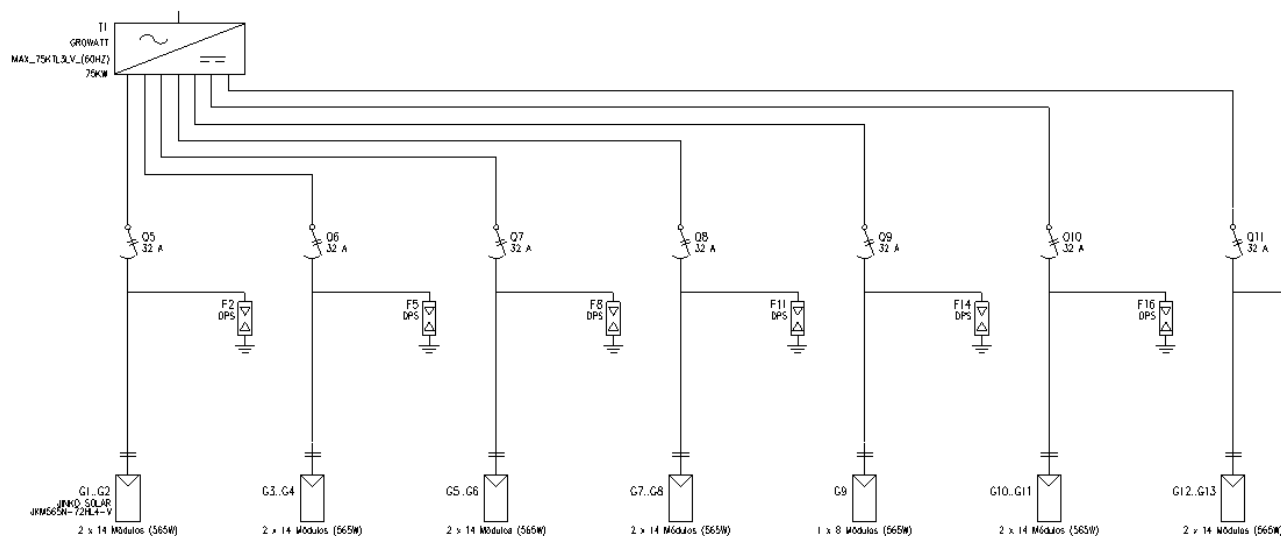 T1
GROWATT
MAX_75KTL3LV_(60HZ)
75KW
Q5
32 A
Q6
32 A
Q7
32 A
Q8
32 A
Q9
32 A
Q10
32 A
Q11
32 A
F2
DPS
F5
DPS
F8
DPS
F11
DPS
F14
DPS
F16
DPS
G1..G2
JINKO SOLAR
JKM565N-72HL4-V
2 x 14 Módulos (565W)
G3..G4
2 x 14 Módulos (565W)
G5..G6
2 x 14 Módulos (565W)
G7..G8
2 x 14 Módulos (565W)
G9
1 x 8 Módulos (565W)
G10..G11
2 x 14 Módulos (565W)
G12..G13
2 x 14 Módulos (565W)